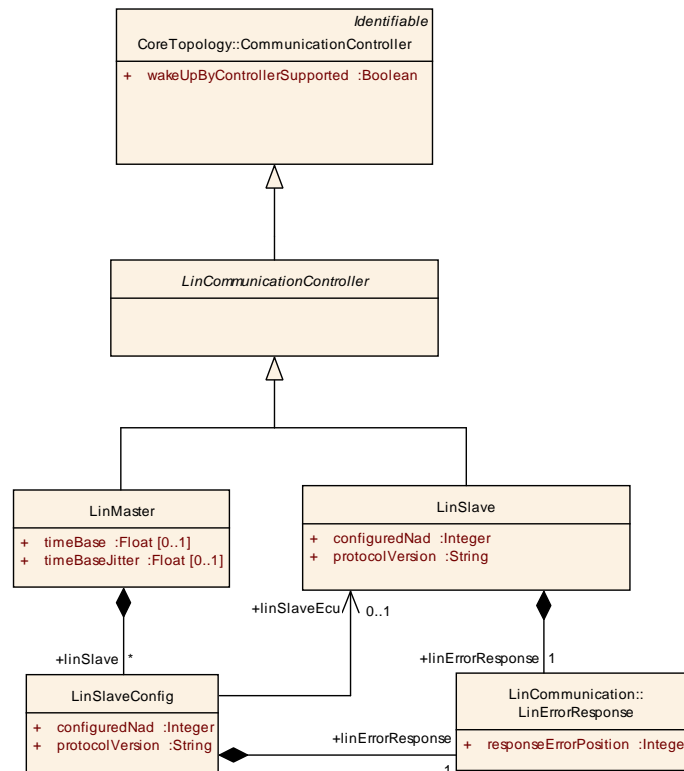 Identifiable
CoreTopology::CommunicationController
+ wakeUpByControllerSupported :Boolean
LinCommunicationController
LinMaster
+ timeBase :Float [0..1]
+ timeBaseJitter :Float [0..1]
LinSlave
+ configuredNad :Integer
+ protocolVersion :String
+linSlaveEcu
0..1
+linSlave
*
+linErrorResponse
1
LinSlaveConfig
+ configuredNad :Integer
+ protocolVersion :String
LinCommunication::
LinErrorResponse
+ responseErrorPosition :Intege
+linErrorResponse
1